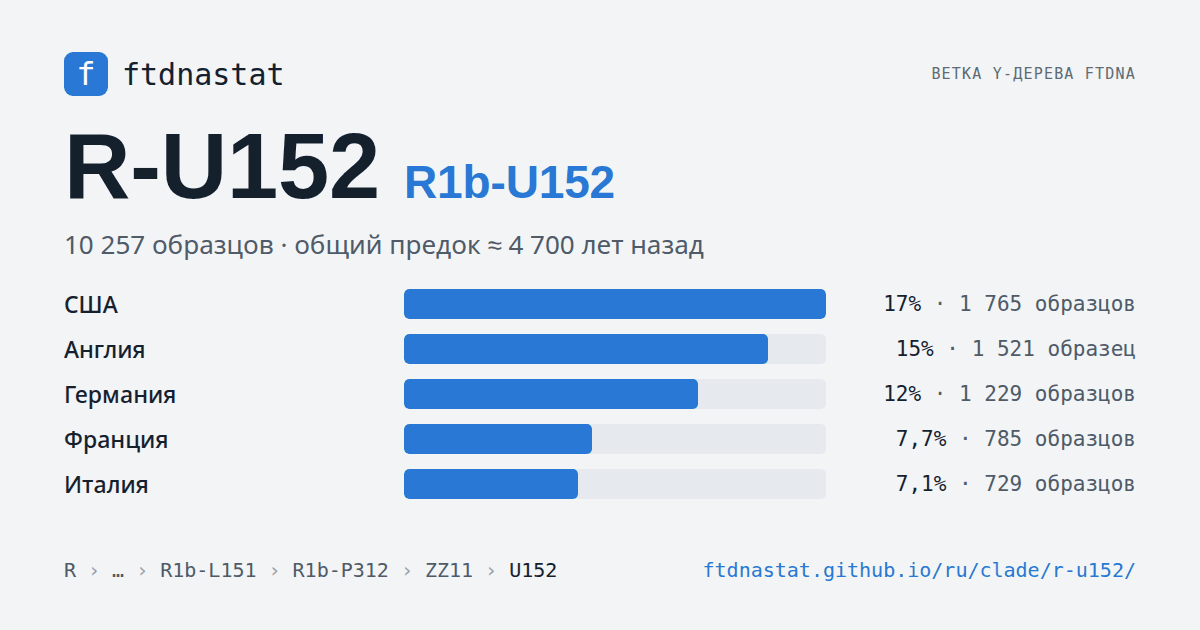 f ftdnastat
ВЕТКА Y-ДЕРЕВА FTDNA
R-U152 R1b-U152
10 257 образцов · общий предок ≈ 4 700 лет назад
США 17% · 1 765 образцов
Англия 15% · 1 521 образец
Германия 12% · 1 229 образцов
Франция 7,7% · 785 образцов
Италия 7,1% · 729 образцов
R › … › R1b-L151 › R1b-P312 › ZZ11 › U152
ftdnastat.github.io/ru/clade/r-u152/